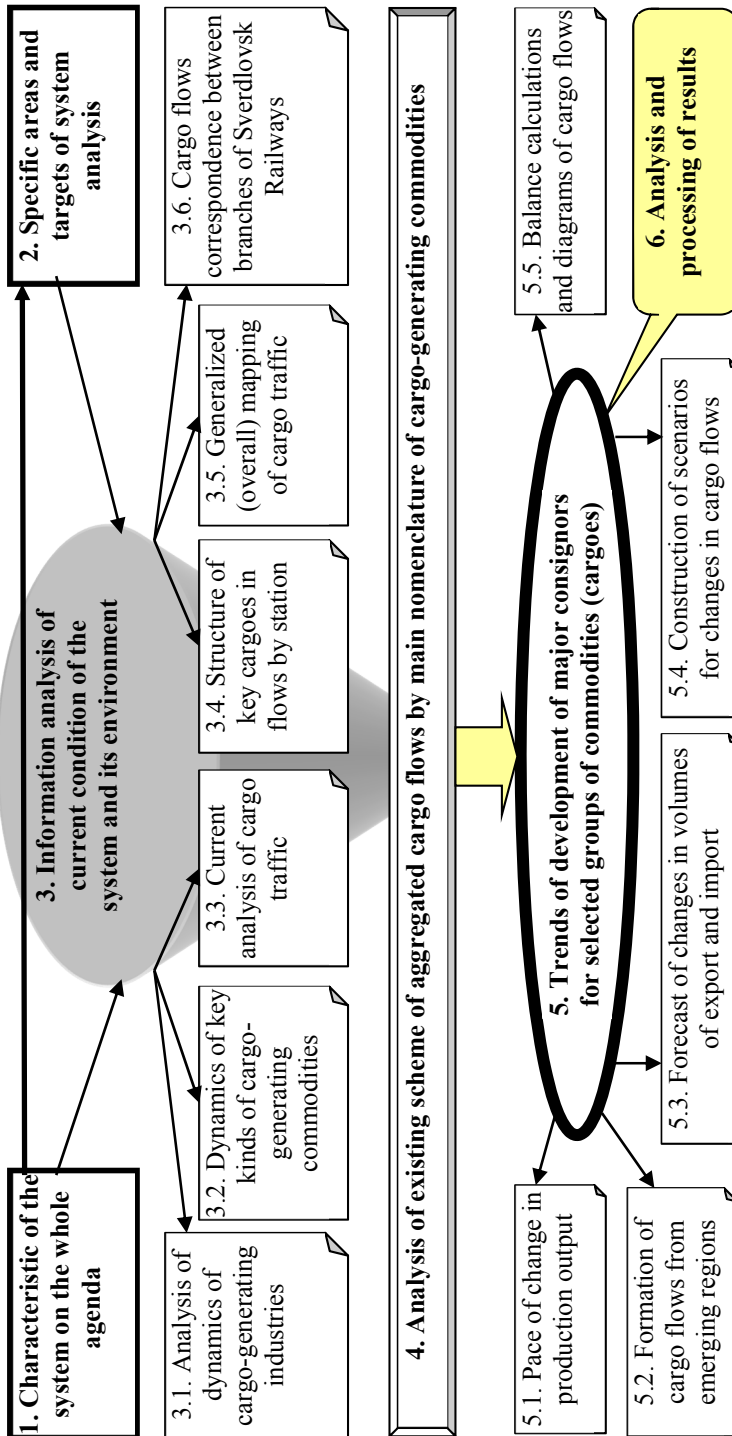 1. Characteristic of the
system on the whole
agenda
2. Specific areas and
targets of system
analysis
3. Information analysis of
current condition of the
system and its environment
3.1. Analysis of
dynamics of
cargo-generating
industries
3.2. Dynamics of key
kinds of cargo-
generating
commodities
3.3. Current
analysis of cargo
traffic
3.4. Structure of
key cargoes in
flows by station
3.5. Generalized
(overall) mapping
of cargo traffic
3.6. Cargo flows
correspondence between
branches of Sverdlovsk
Railways
4. Analysis of existing scheme of aggregated cargo flows by main nomenclature of cargo-generating commodities
5. Trends of development of major consignors
for selected groups of commodities (cargoes)
5.1. Pace of change in
production output
5.2. Formation of
cargo flows from
emerging regions
5.3. Forecast of changes in volumes
of export and import
5.4. Construction of scenarios
for changes in cargo flows
5.5. Balance calculations
and diagrams of cargo flows
6. Analysis and
processing of results